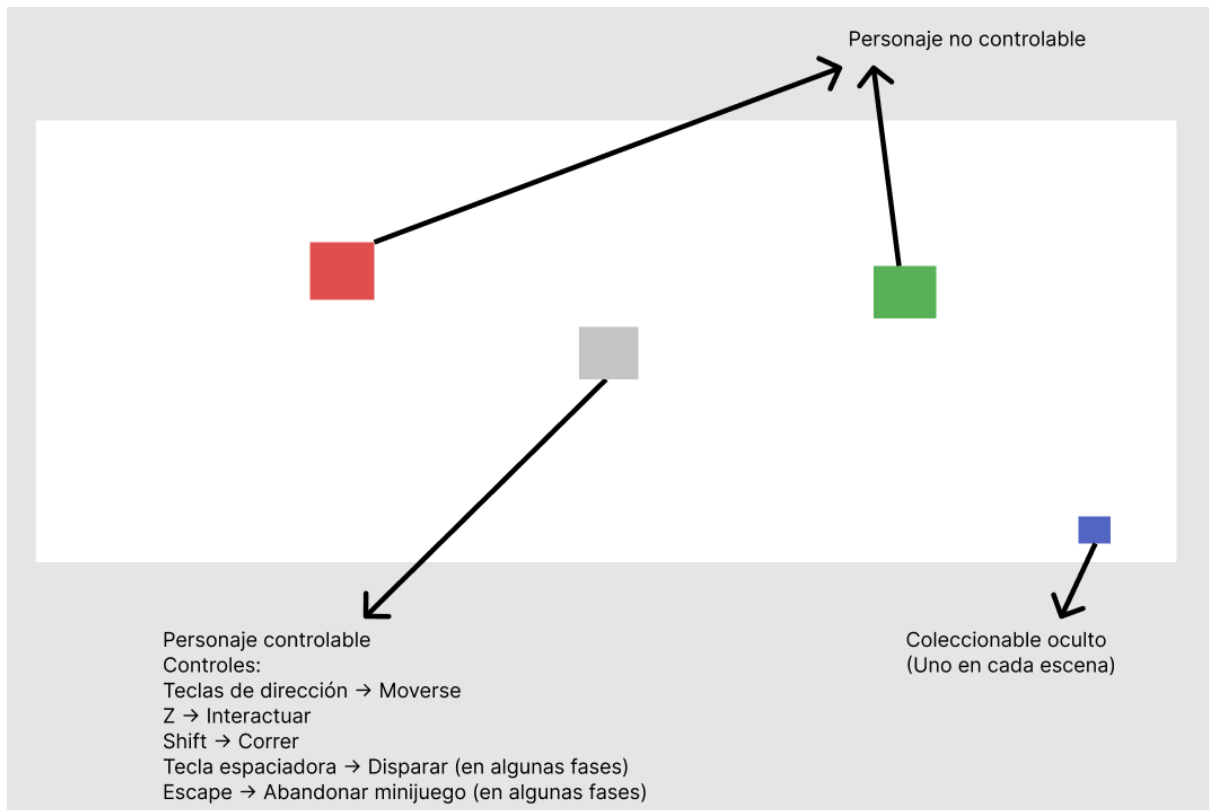 Personaje no controlable
Personaje controlable
Controles:
Teclas de dirección → Moverse
Z → Interactuar
Shift → Correr
Tecla espaciadora → Disparar (en algunas fases)
Escape → Abandonar minijuego (en algunas fases)
Coleccionable oculto
(Uno en cada escena)